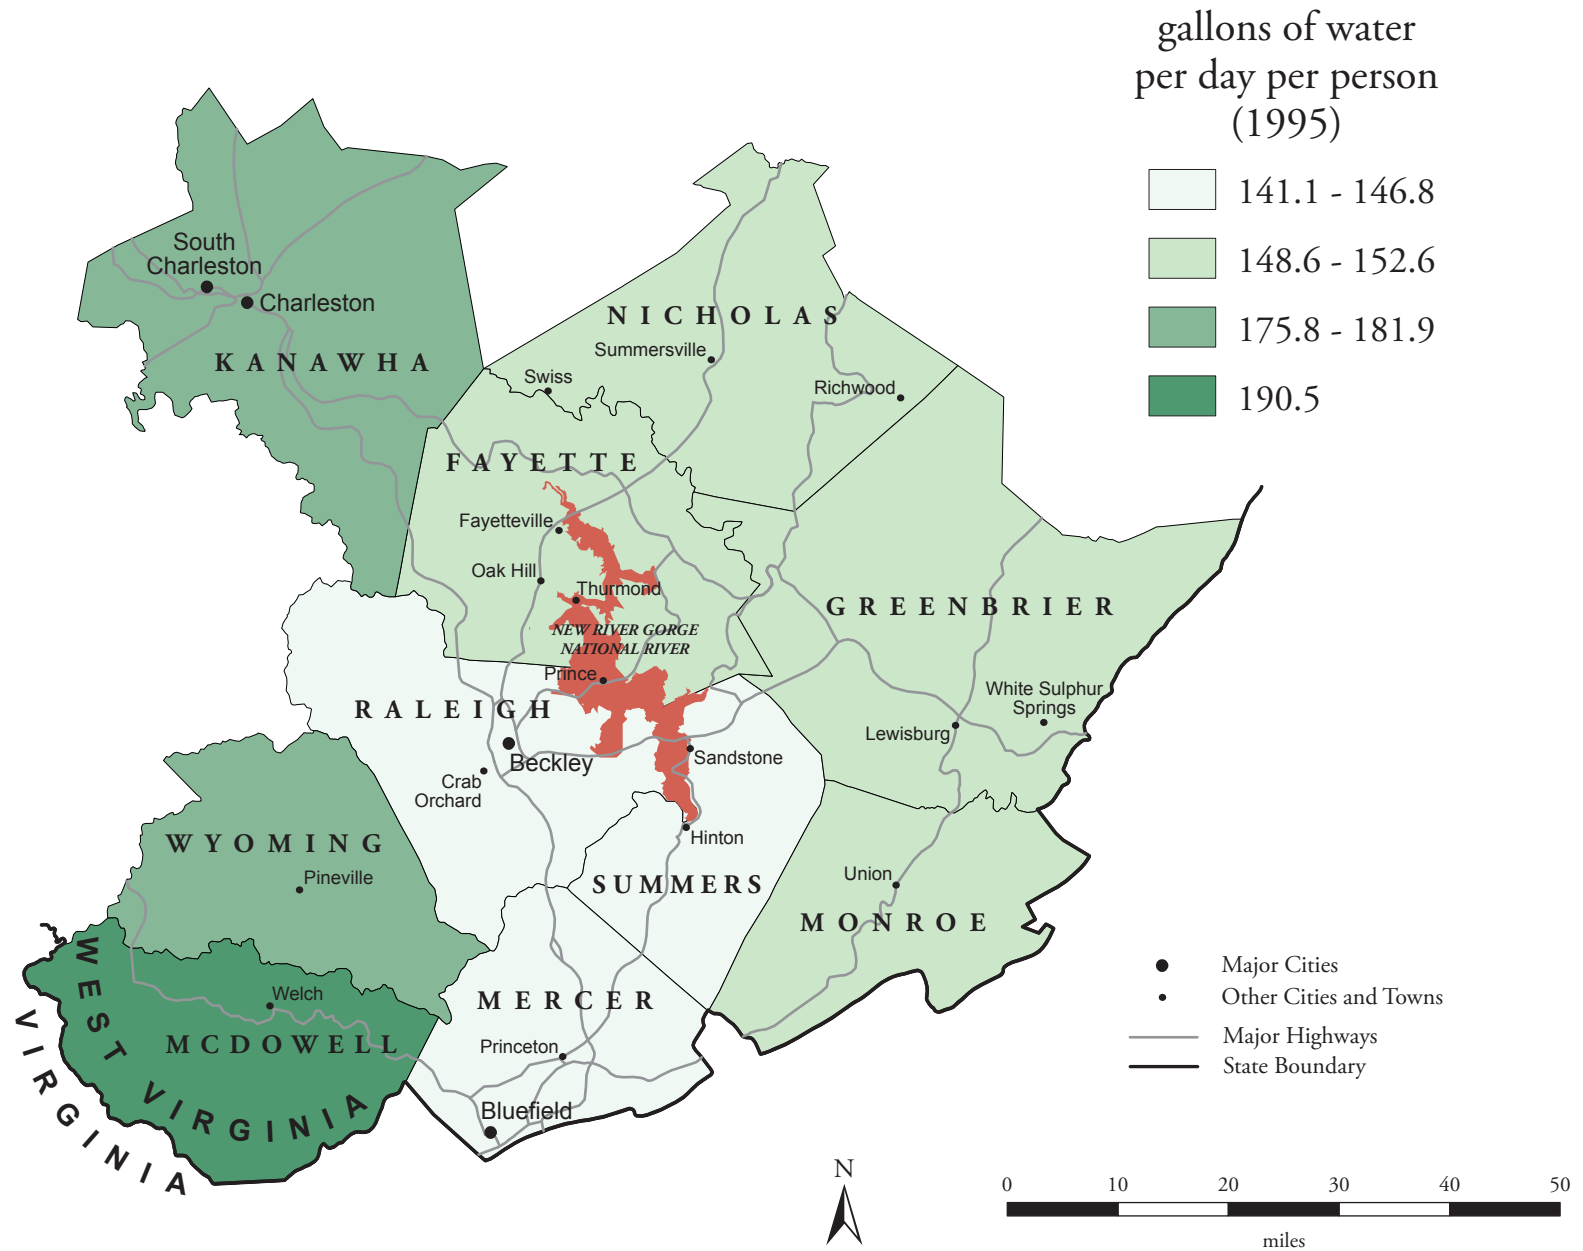 gallons of water
per day per person
(1995)
141.1 - 146.8
148.6 - 152.6
175.8 - 181.9
190.5
South
Charleston
Charleston
KANAWHA
NICHOLAS
Summersville
Swiss
Richwood
FAYETTE
Fayetteville
Oak Hill
Thurmond
NEW RIVER GORGE
NATIONAL RIVER
Prince
GREENBRIER
White Sulphur
Springs
Lewisburg
RALEIGH
Beckley
Crab
Orchard
Sandstone
Hinton
SUMMERS
WYOMING
Pineville
Union
MONROE
MERCER
Princeton
Bluefield
Welch
MCDOWELL
WEST VIRGINIA
VIRGINIA
Major Cities
Other Cities and Towns
Major Highways
State Boundary
N
0 10 20 30 40 50
miles